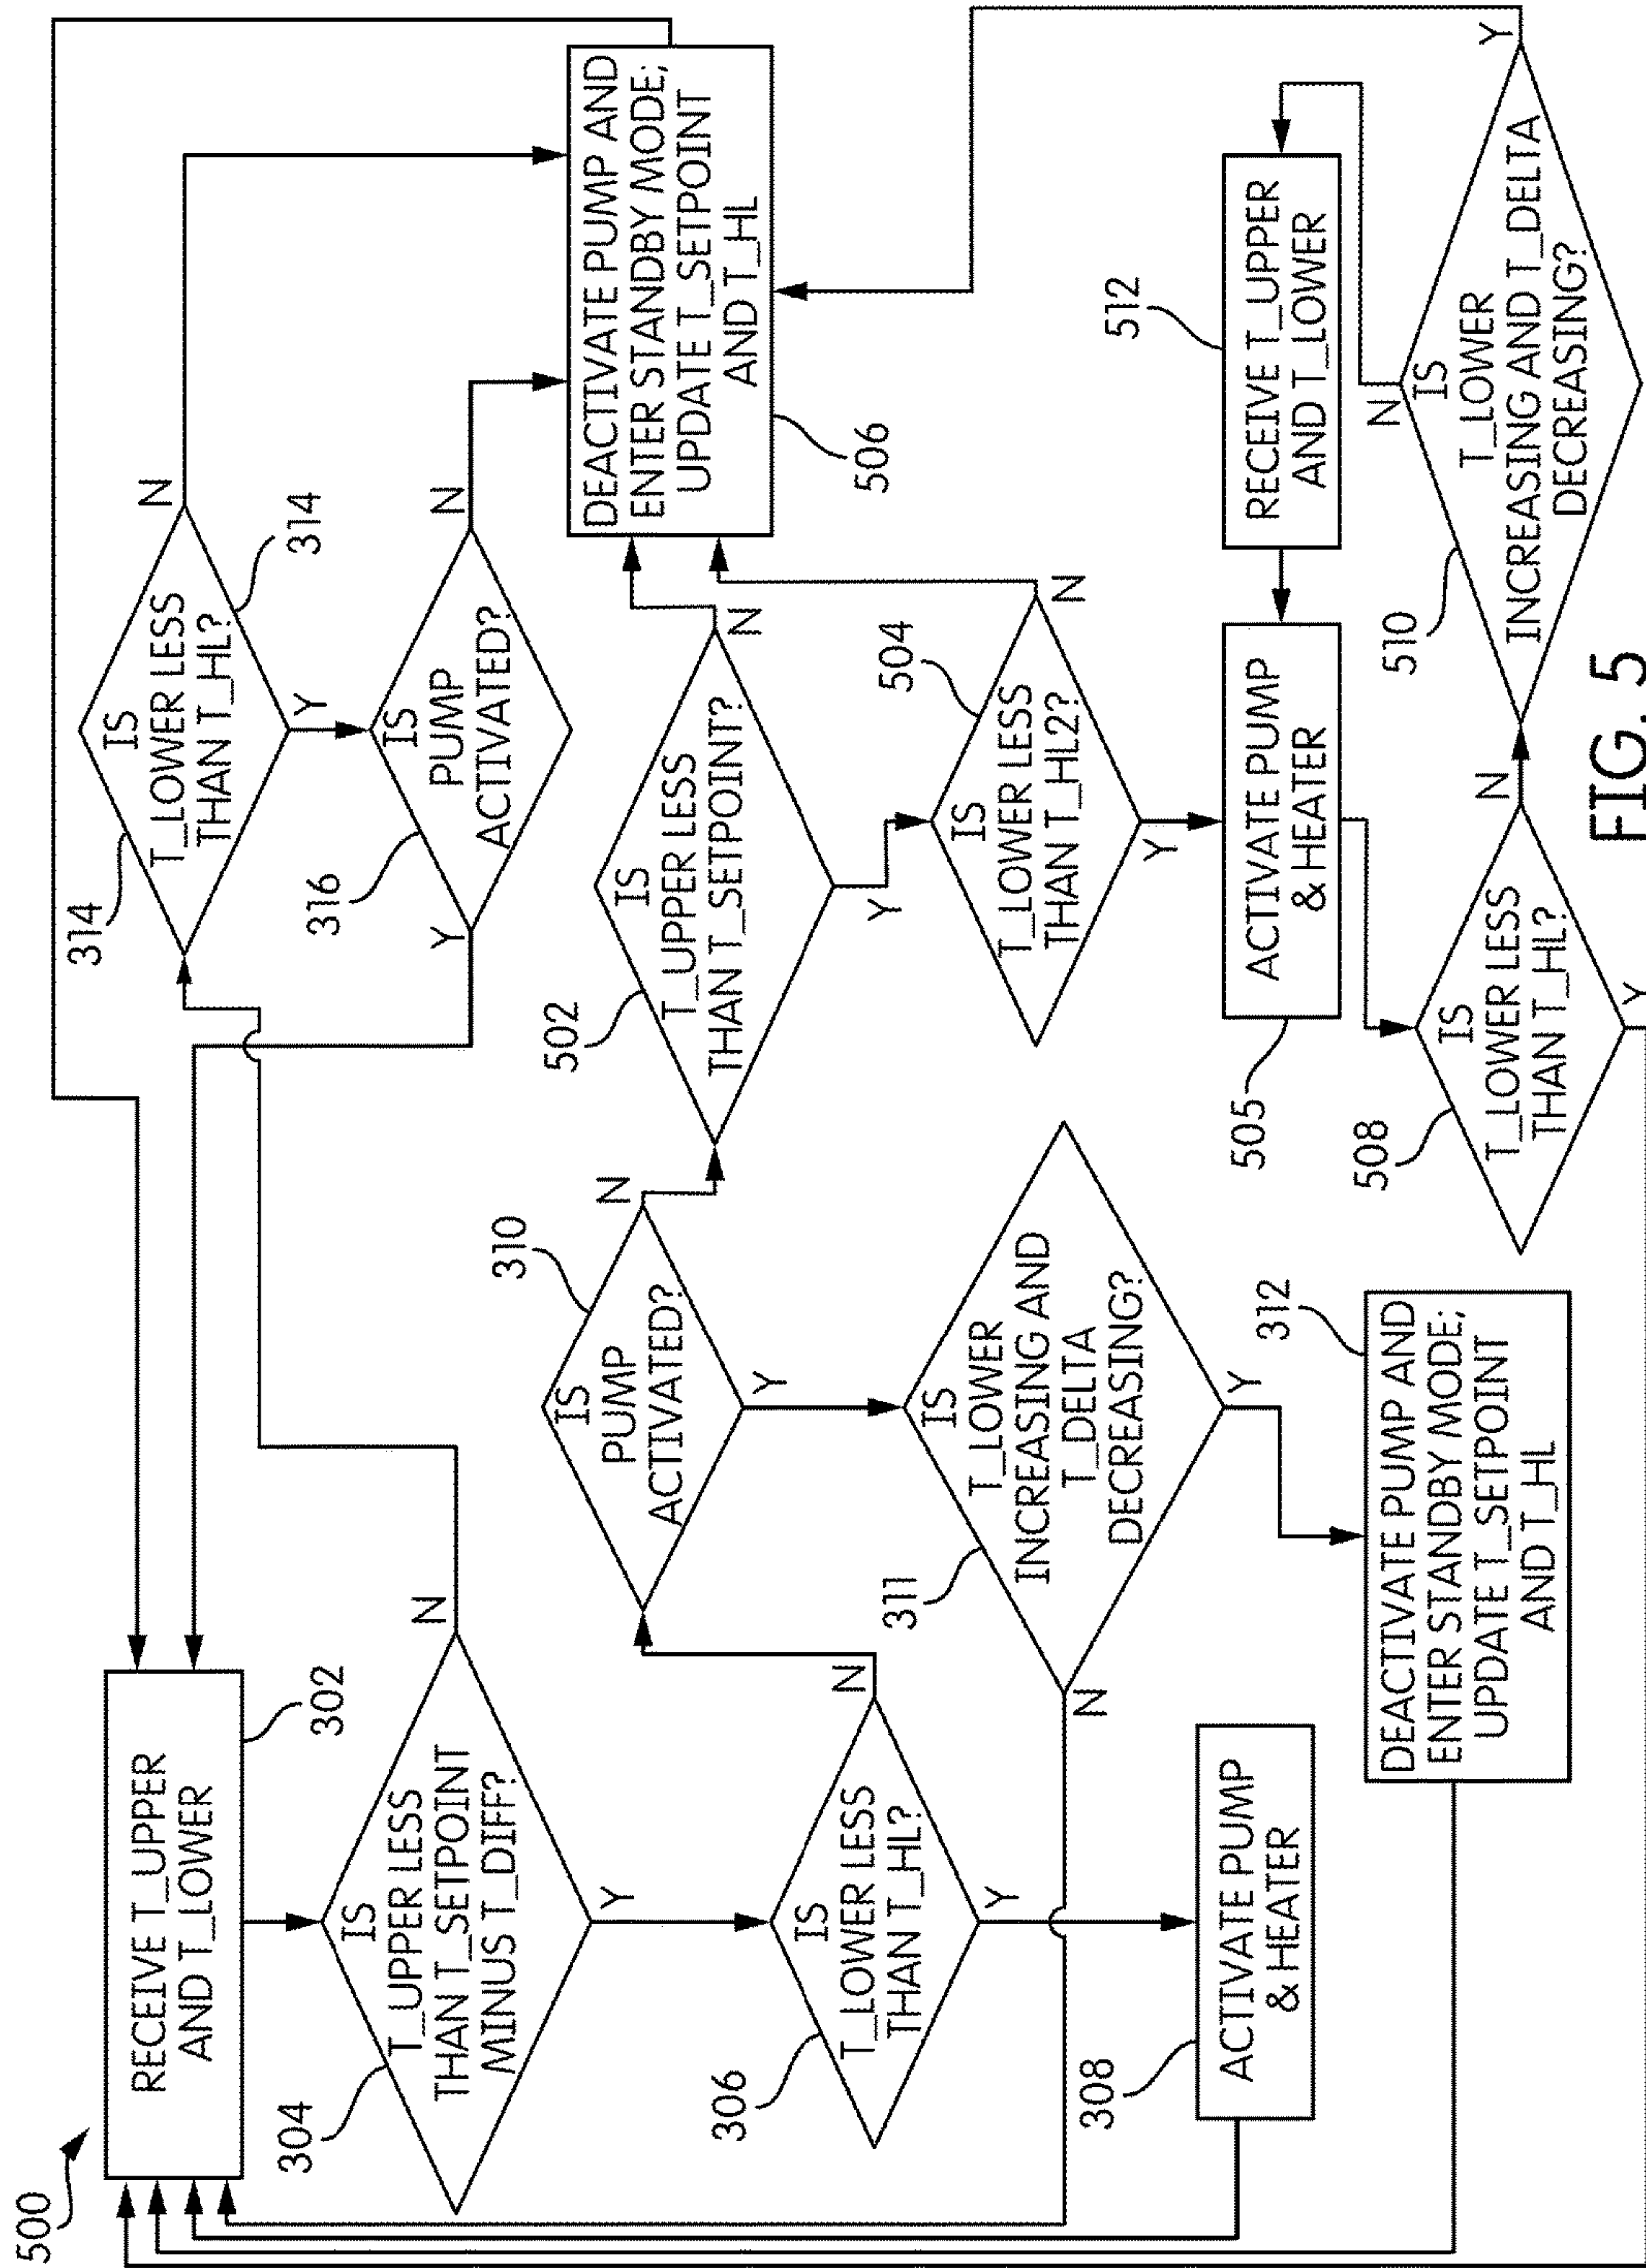 500
RECEIVE T_UPPER
AND T_LOWER
302
304
IS
T_UPPER LESS
THAN T_SETPOINT
MINUS T_DIFF?
N
Y
306
IS
T_LOWER LESS
THAN T_HL?
N
Y
308
ACTIVATE PUMP
& HEATER
310
IS
PUMP
ACTIVATED?
N
Y
311
IS
T_LOWER
INCREASING AND
T_DELTA
DECREASING?
N
Y
312
DEACTIVATE PUMP AND
ENTER STANDBY MODE;
UPDATE T_SETPOINT
AND T_HL
314
IS
T_LOWER LESS
THAN T_HL?
314
N
Y
316
IS
PUMP
ACTIVATED?
Y
N
502
IS
T_UPPER LESS
THAN T_SETPOINT?
N
Y
504
IS
T_LOWER LESS
THAN T_HL2?
N
Y
505
ACTIVATE PUMP
& HEATER
DEACTIVATE PUMP AND
ENTER STANDBY MODE;
UPDATE T_SETPOINT
AND T_HL
506
508
IS
T_LOWER LESS
THAN T_HL?
N
Y
510
IS
T_LOWER
INCREASING AND T_DELTA
DECREASING?
N
Y
512
RECEIVE T_UPPER
AND T_LOWER
FIG. 5